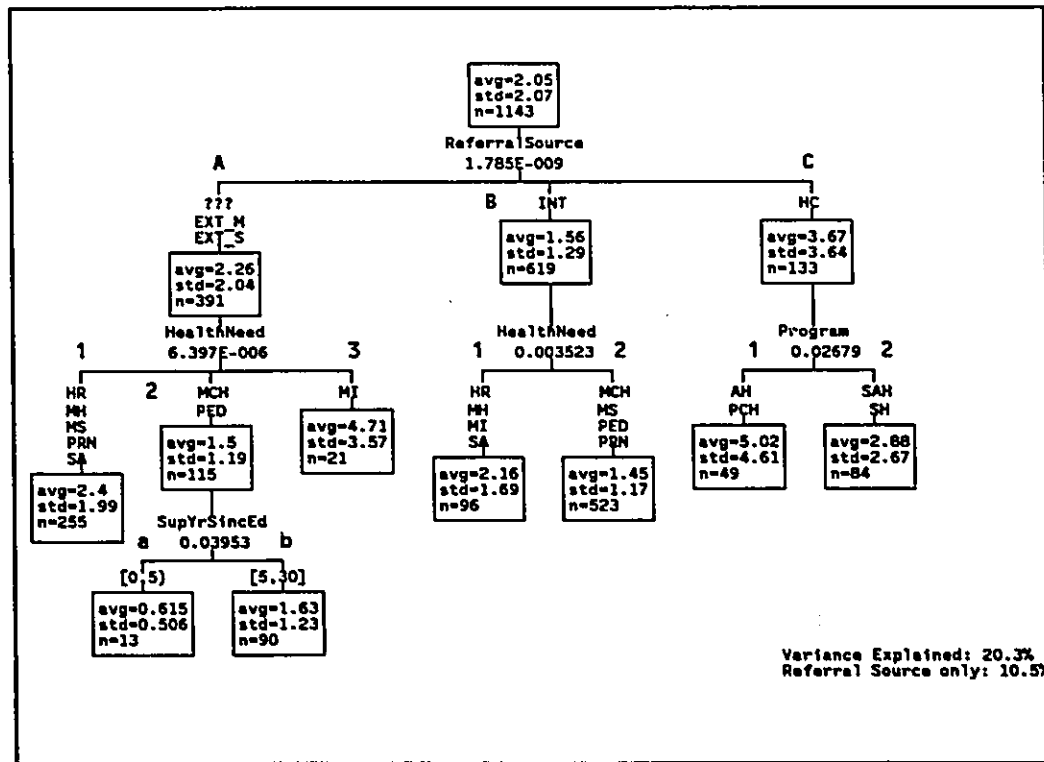 avg=2.05
std=2.07
n=1143
ReferralSource
1.785E-009
A
C
???
EXT_M
EXT_S
B INT
HC
avg=2.26
std=2.04
n=391
avg=1.56
std=1.29
n=619
avg=3.67
std=3.64
n=133
HealthNeed
6.397E-006
HealthNeed
0.003523
Program
0.02679
1
2
3
HR
MH
MS
PRN
SA
MCH
PED
MI
avg=2.4
std=1.99
n=255
avg=1.5
std=1.19
n=115
avg=4.71
std=3.57
n=21
1
2
HR
MH
MI
SA
MCH
MS
PED
PRN
avg=2.16
std=1.69
n=96
avg=1.45
std=1.17
n=523
1
2
AH
PCH
SAH
SH
avg=5.02
std=4.61
n=49
avg=2.88
std=2.67
n=84
SupYrSincEd
0.03953
a
b
[0,5)
[5,30]
avg=0.615
std=0.506
n=13
avg=1.63
std=1.23
n=90
Variance Explained: 20.3%
Referral Source only: 10.5%